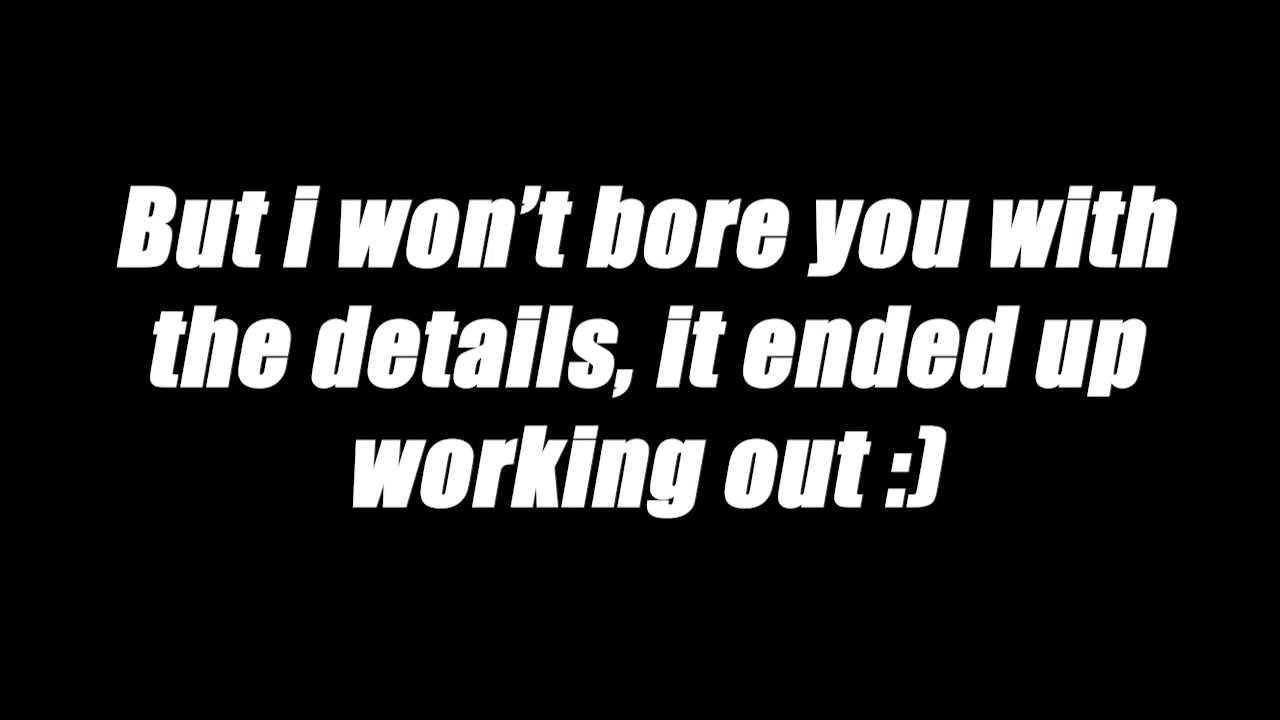 But i won’t bore you with
the details, it ended up
working out :)